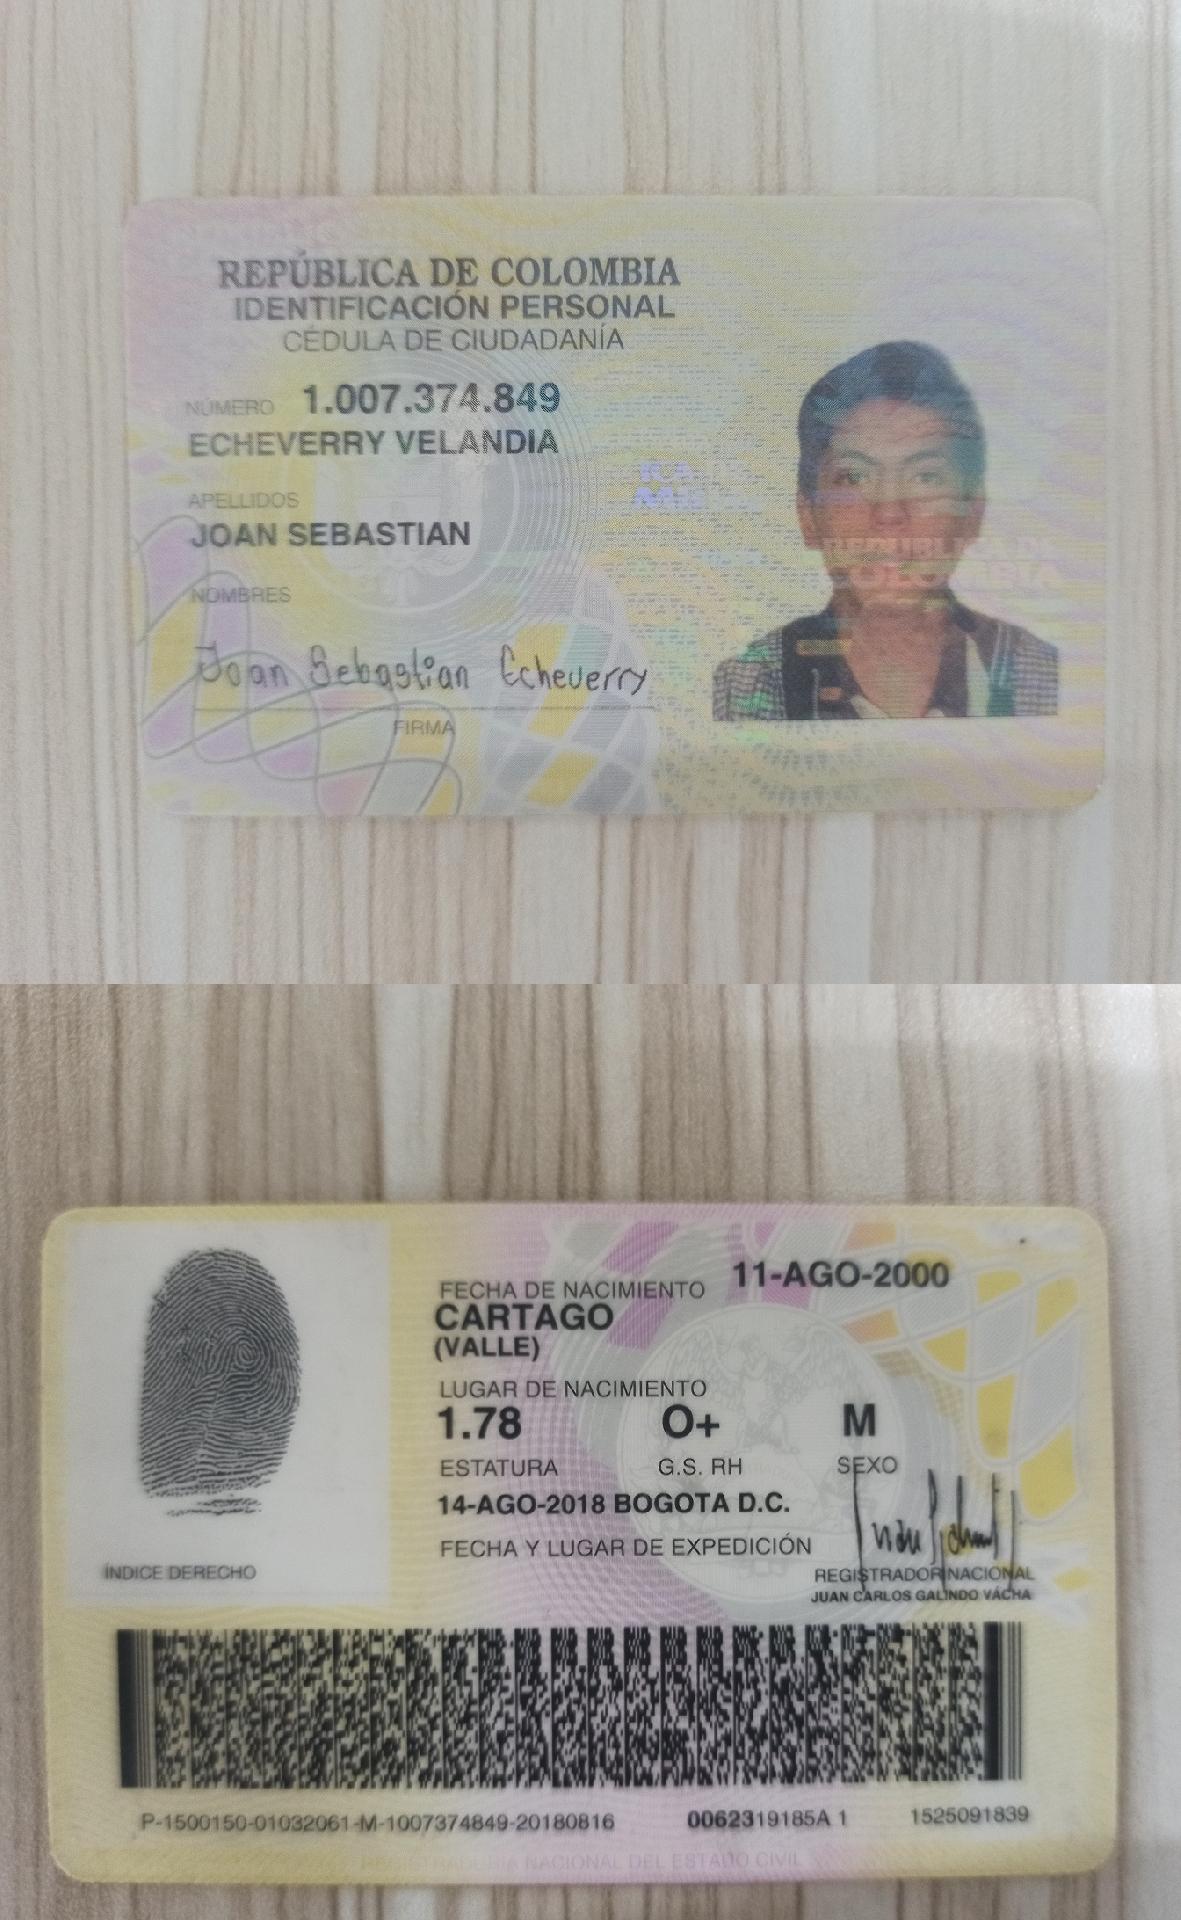 REPÚBLICA DE COLOMBIA
IDENTIFICACIÓN PERSONAL
CÉDULA DE CIUDADANÍA
NÚMERO 1.007.374.849
ECHEVERRY VELANDIA
APELLIDOS
JOAN SEBASTIAN
NOMBRES
Joan Sebastian Echeverry
FIRMA
REPUBLICA DE
COLOMBIA
FECHA DE NACIMIENTO 11-AGO-2000
CARTAGO
(VALLE)
LUGAR DE NACIMIENTO
1.78 O+ M
ESTATURA G.S. RH SEXO
14-AGO-2018 BOGOTA D.C.
FECHA Y LUGAR DE EXPEDICIÓN
REGISTRADOR NACIONAL
JUAN CARLOS GALINDO VÁCHA
ÍNDICE DERECHO
P-1500150-01032061-M-1007374849-20180816 0062319185A 1 1525091839
REGISTRADURIA NACIONAL DEL ESTADO CIVIL